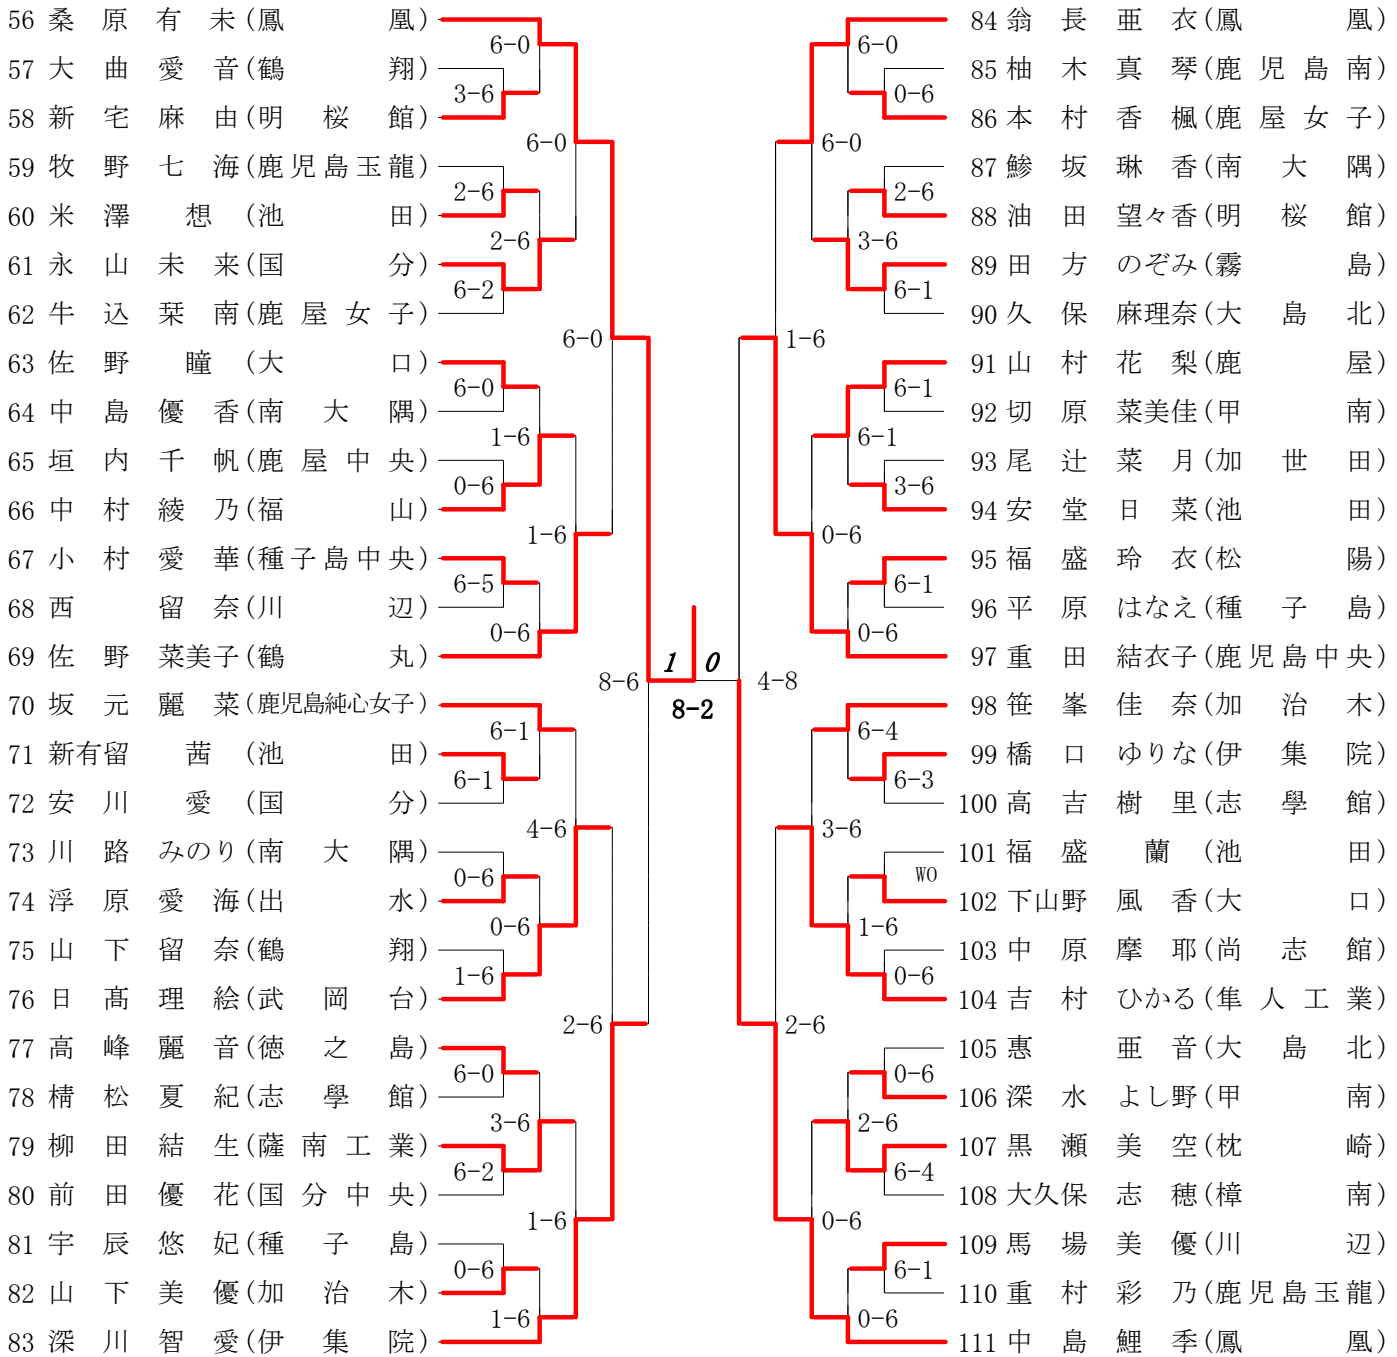 56 桑原有未(鳳凰)
57 大曲愛音(鶴翔)
58 新宅麻由(明桜館)
59 牧野七海(鹿児島玉龍)
60 米澤想(池田)
61 永山未来(国分)
62 牛込栞南(鹿屋女子)
63 佐野瞳(大口)
64 中島優香(南大隅)
65 垣内千帆(鹿屋中央)
66 中村綾乃(福山)
67 小村愛華(種子島中央)
68 西留奈(川辺)
69 佐野菜美子(鶴丸)
70 坂元麗菜(鹿児島純心女子)
71 新有留茜(池田)
72 安川愛(国分)
73 川路みのり(南大隅)
74 浮原愛海(出水)
75 山下留奈(鶴翔)
76 日髙理絵(武岡台)
77 高峰麗音(徳之島)
78 棈松夏紀(志學館)
79 柳田結生(薩南工業)
80 前田優花(国分中央)
81 宇辰悠妃(種子島)
82 山下美優(加治木)
83 深川智愛(伊集院)
6-0
3-6
6-0
2-6
2-6
6-2
6-0
6-0
1-6
0-6
1-6
6-5
0-6
8-6
6-1
6-1
4-6
0-6
0-6
1-6
2-6
6-0
3-6
6-2
1-6
0-6
1-6
1 0
8-2
84 翁長亜衣(鳳凰)
85 柚木真琴(鹿児島南)
86 本村香楓(鹿屋女子)
87 鰺坂琳香(南大隅)
88 油田望々香(明桜館)
89 田方のぞみ(霧島)
90 久保麻理奈(大島北)
91 山村花梨(鹿屋)
92 切原菜美佳(甲南)
93 尾辻菜月(加世田)
94 安堂日菜(池田)
95 福盛玲衣(松陽)
96 平原はなえ(種子島)
97 重田結衣子(鹿児島中央)
98 笹峯佳奈(加治木)
99 橋口ゆりな(伊集院)
100 高吉樹里(志學館)
101 福盛蘭(池田)
102 下山野風香(大口)
103 中原摩耶(尚志館)
104 吉村ひかる(隼人工業)
105 惠亜音(大島北)
106 深水よし野(甲南)
107 黒瀬美空(枕崎)
108 大久保志穂(樟南)
109 馬場美優(川辺)
110 重村彩乃(鹿児島玉龍)
111 中島鯉季(鳳凰)
6-0
0-6
6-0
2-6
3-6
6-1
1-6
6-1
6-1
3-6
0-6
6-1
0-6
4-8
6-4
6-3
3-6
WO
1-6
0-6
2-6
0-6
2-6
6-4
0-6
6-1
0-6